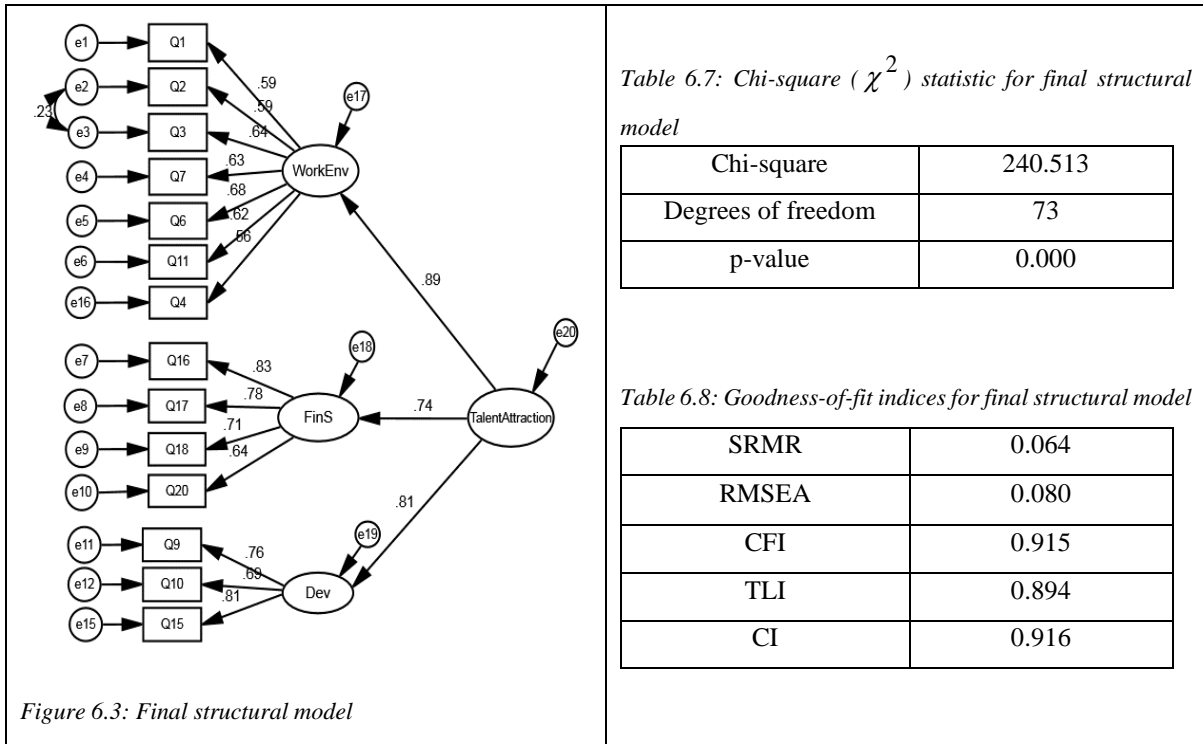 e1 Q1
e2 Q2
.23
e3 Q3
e4 Q7
e5 Q6
e6 Q11
e16 Q4
.59
.59
.64
.63
.68
.62
.56
e17
WorkEnv
.89
e20
TalentAttraction
e7 Q16
e8 Q17
e9 Q18
e10 Q20
.83
.78
.71
.64
e18
FinS
.74
e11 Q9
e12 Q10
e15 Q15
.76
.69
.81
e19
Dev
.81
Figure 6.3: Final structural model
Table 6.7: Chi-square ( χ² ) statistic for final structural
model
Chi-square 240.513
Degrees of freedom 73
p-value 0.000
Table 6.8: Goodness-of-fit indices for final structural model
SRMR 0.064
RMSEA 0.080
CFI 0.915
TLI 0.894
CI 0.916